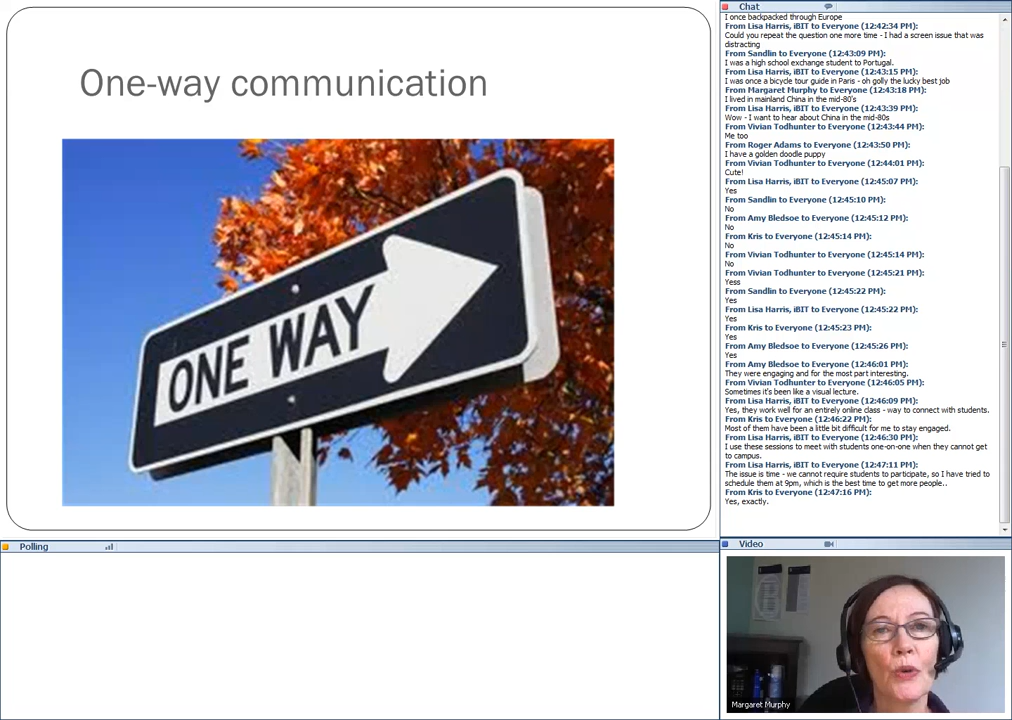 One-way communication
ONE WAY
Polling
Chat
I once backpacked through Europe
From Lisa Harris, iBIT to Everyone (12:42:34 PM):
Could you repeat the question one more time - I had a screen issue that was
distracting
From Sandlin to Everyone (12:43:09 PM):
I was a high school exchange student to Portugal.
From Lisa Harris, iBIT to Everyone (12:43:15 PM):
I was once a bicycle tour guide in Paris - oh golly the lucky best job
From Margaret Murphy to Everyone (12:43:18 PM):
I lived in mainland China in the mid-80's
From Lisa Harris, iBIT to Everyone (12:43:39 PM):
Wow - I want to hear about China in the mid-80s
From Vivian Todhunter to Everyone (12:43:44 PM):
Me too
From Roger Adams to Everyone (12:43:50 PM):
I have a golden doodle puppy
From Vivian Todhunter to Everyone (12:44:01 PM):
Cute!
From Lisa Harris, iBIT to Everyone (12:45:07 PM):
Yes
From Sandlin to Everyone (12:45:10 PM):
No
From Amy Bledsoe to Everyone (12:45:12 PM):
No
From Kris to Everyone (12:45:14 PM):
No
From Vivian Todhunter to Everyone (12:45:14 PM):
No
From Vivian Todhunter to Everyone (12:45:21 PM):
Yess
From Sandlin to Everyone (12:45:22 PM):
Yes
From Lisa Harris, iBIT to Everyone (12:45:22 PM):
Yes
From Kris to Everyone (12:45:23 PM):
Yes
From Amy Bledsoe to Everyone (12:45:26 PM):
Yes
From Amy Bledsoe to Everyone (12:46:01 PM):
They were engaging and for the most part interesting.
From Vivian Todhunter to Everyone (12:46:05 PM):
Sometimes it's been like a visual lecture.
From Lisa Harris, iBIT to Everyone (12:46:09 PM):
Yes, they work well for an entirely online class - way to connect with students.
From Kris to Everyone (12:46:22 PM):
Most of them have been a little bit difficult for me to stay engaged.
From Lisa Harris, iBIT to Everyone (12:46:30 PM):
I use these sessions to meet with students one-on-one when they cannot get
to campus.
From Lisa Harris, iBIT to Everyone (12:47:11 PM):
The issue is time - we cannot require students to participate, so I have tried to
schedule them at 9pm, which is the best time to get more people..
From Kris to Everyone (12:47:16 PM):
Yes, exactly.
Video
Margaret Murphy